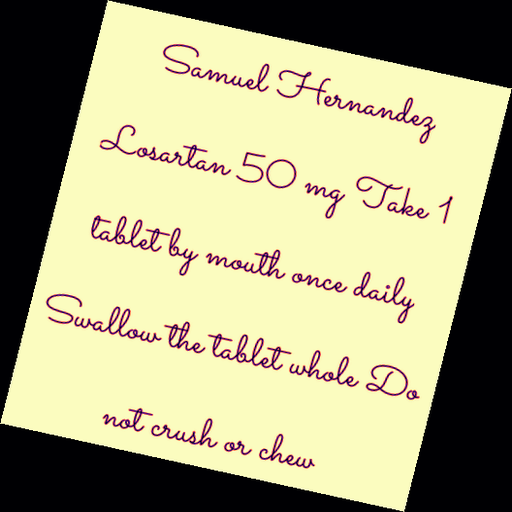 Samuel Hernandez
Losartan 50 mg Take 1
tablet by mouth once daily
Swallow the tablet whole Do
not crush or chew